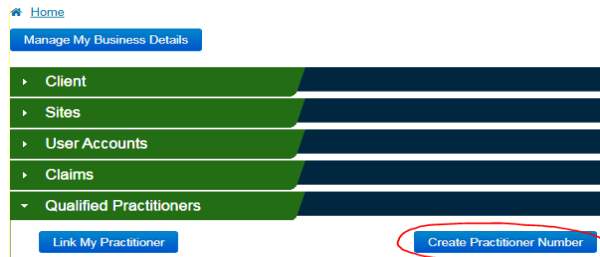 Home
Manage My Business Details
Client
Sites
User Accounts
Claims
Qualified Practitioners
Link My Practitioner Create Practitioner Number